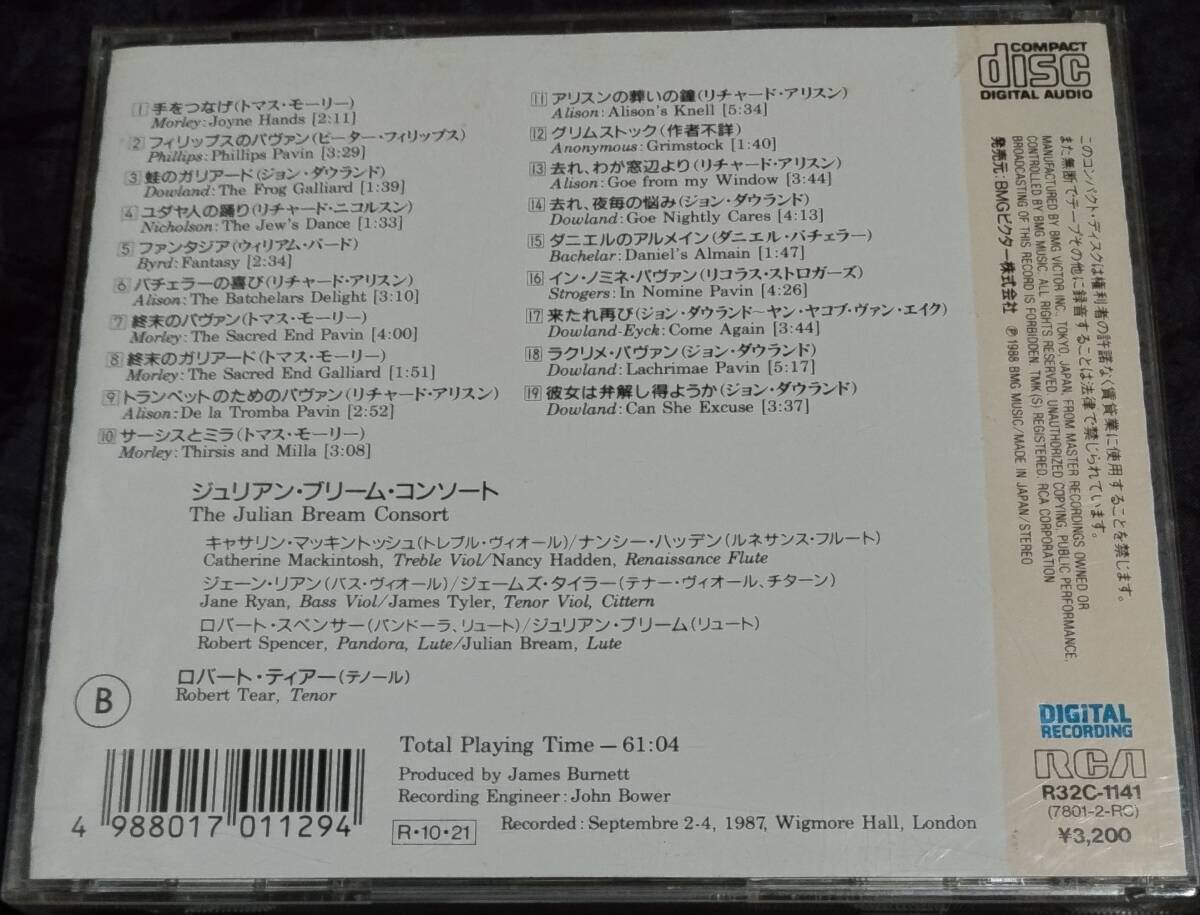 1 手をつなげ(トマス・モーリー)
Morley: Joyne Hands [2:11]
2 フィリップスのパヴァン(ピーター・フィリップス)
Phillips: Phillips Pavin [3:29]
3 蛙のガリアード(ジョン・ダウランド)
Dowland: The Frog Galliard [1:39]
4 ユダヤ人の踊り(リチャード・ニコルスン)
Nicholson: The Jew's Dance [1:33]
5 ファンタジア(ウィリアム・バード)
Byrd: Fantasy [2:34]
6 バチェラーの喜び(リチャード・アリスン)
Alison: The Batchelars Delight [3:10]
7 終末のパヴァン(トマス・モーリー)
Morley: The Sacred End Pavin [4:00]
8 終末のガリアード(トマス・モーリー)
Morley: The Sacred End Galliard [1:51]
9 トランペットのためのパヴァン(リチャード・アリスン)
Alison: De la Tromba Pavin [2:52]
10 サーシスとミラ(トマス・モーリー)
Morley: Thirsis and Milla [3:08]
11 アリスンの葬いの鐘(リチャード・アリスン)
Alison: Alison's Knell [5:34]
12 グリムストック(作者不詳)
Anonymous: Grimstock [1:40]
13 去れ、わが窓辺より(リチャード・アリスン)
Alison: Goe from my Window [3:44]
14 去れ、夜毎の悩み(ジョン・ダウランド)
Dowland: Goe Nightly Cares [4:13]
15 ダニエルのアルメイン(ダニエル・バチェラー)
Bachelar: Daniel's Almain [1:47]
16 イン・ノミネ・パヴァン(リコラス・ストロガーズ)
Strogers: In Nomine Pavin [4:26]
17 来たれ再び(ジョン・ダウランド〜ヤン・ヤコブ・ヴァン・エイク)
Dowland-Eyck: Come Again [3:44]
18 ラクリメ・パヴァン(ジョン・ダウランド)
Dowland: Lachrimae Pavin [5:17]
19 彼女は弁解し得ようか(ジョン・ダウランド)
Dowland: Can She Excuse [3:37]
ジュリアン・ブリーム・コンソート
The Julian Bream Consort
キャサリン・マッキントッシュ(トレブル・ヴィオール)/ナンシー・ハッデン(ルネサンス・フルート)
Catherine Mackintosh, Treble Viol/Nancy Hadden, Renaissance Flute
ジェーン・リアン(バス・ヴィオール)/ジェームズ・タイラー(テナー・ヴィオール、チターン)
Jane Ryan, Bass Viol/James Tyler, Tenor Viol, Cittern
ロバート・スペンサー(パンドーラ、リュート)/ジュリアン・ブリーム(リュート)
Robert Spencer, Pandora, Lute/Julian Bream, Lute
ロバート・ティアー(テノール)
Robert Tear, Tenor
B
Total Playing Time — 61:04
Produced by James Burnett
Recording Engineer: John Bower
R・10・21
Recorded: Septembre 2-4, 1987, Wigmore Hall, London
4 988017 011294
COMPACT
disc
DIGITAL AUDIO
このコンパクト・ディスクは権利者の許諾なく賃貸業に使用することを禁じます。
また無断でテープその他に録音することは法律で禁じられています。
MANUFACTURED BY BMG VICTOR INC. TOKYO, JAPAN. FROM MASTER RECORDINGS OWNED OR
CONTROLLED BY BMG MUSIC. ALL RIGHTS RESERVED. UNAUTHORIZED COPYING, PUBLIC PERFORMANCE,
BROADCASTING OF THIS RECORD IS FORBIDDEN. TMK(S) REGISTERED. RCA CORPORATION
発売元:BMGビクター株式会社 ℗ 1988 BMG MUSIC/MADE IN JAPAN/STEREO
DIGITAL
RECORDING
RCA
R32C-1141
(7801-2-RC)
¥3,200